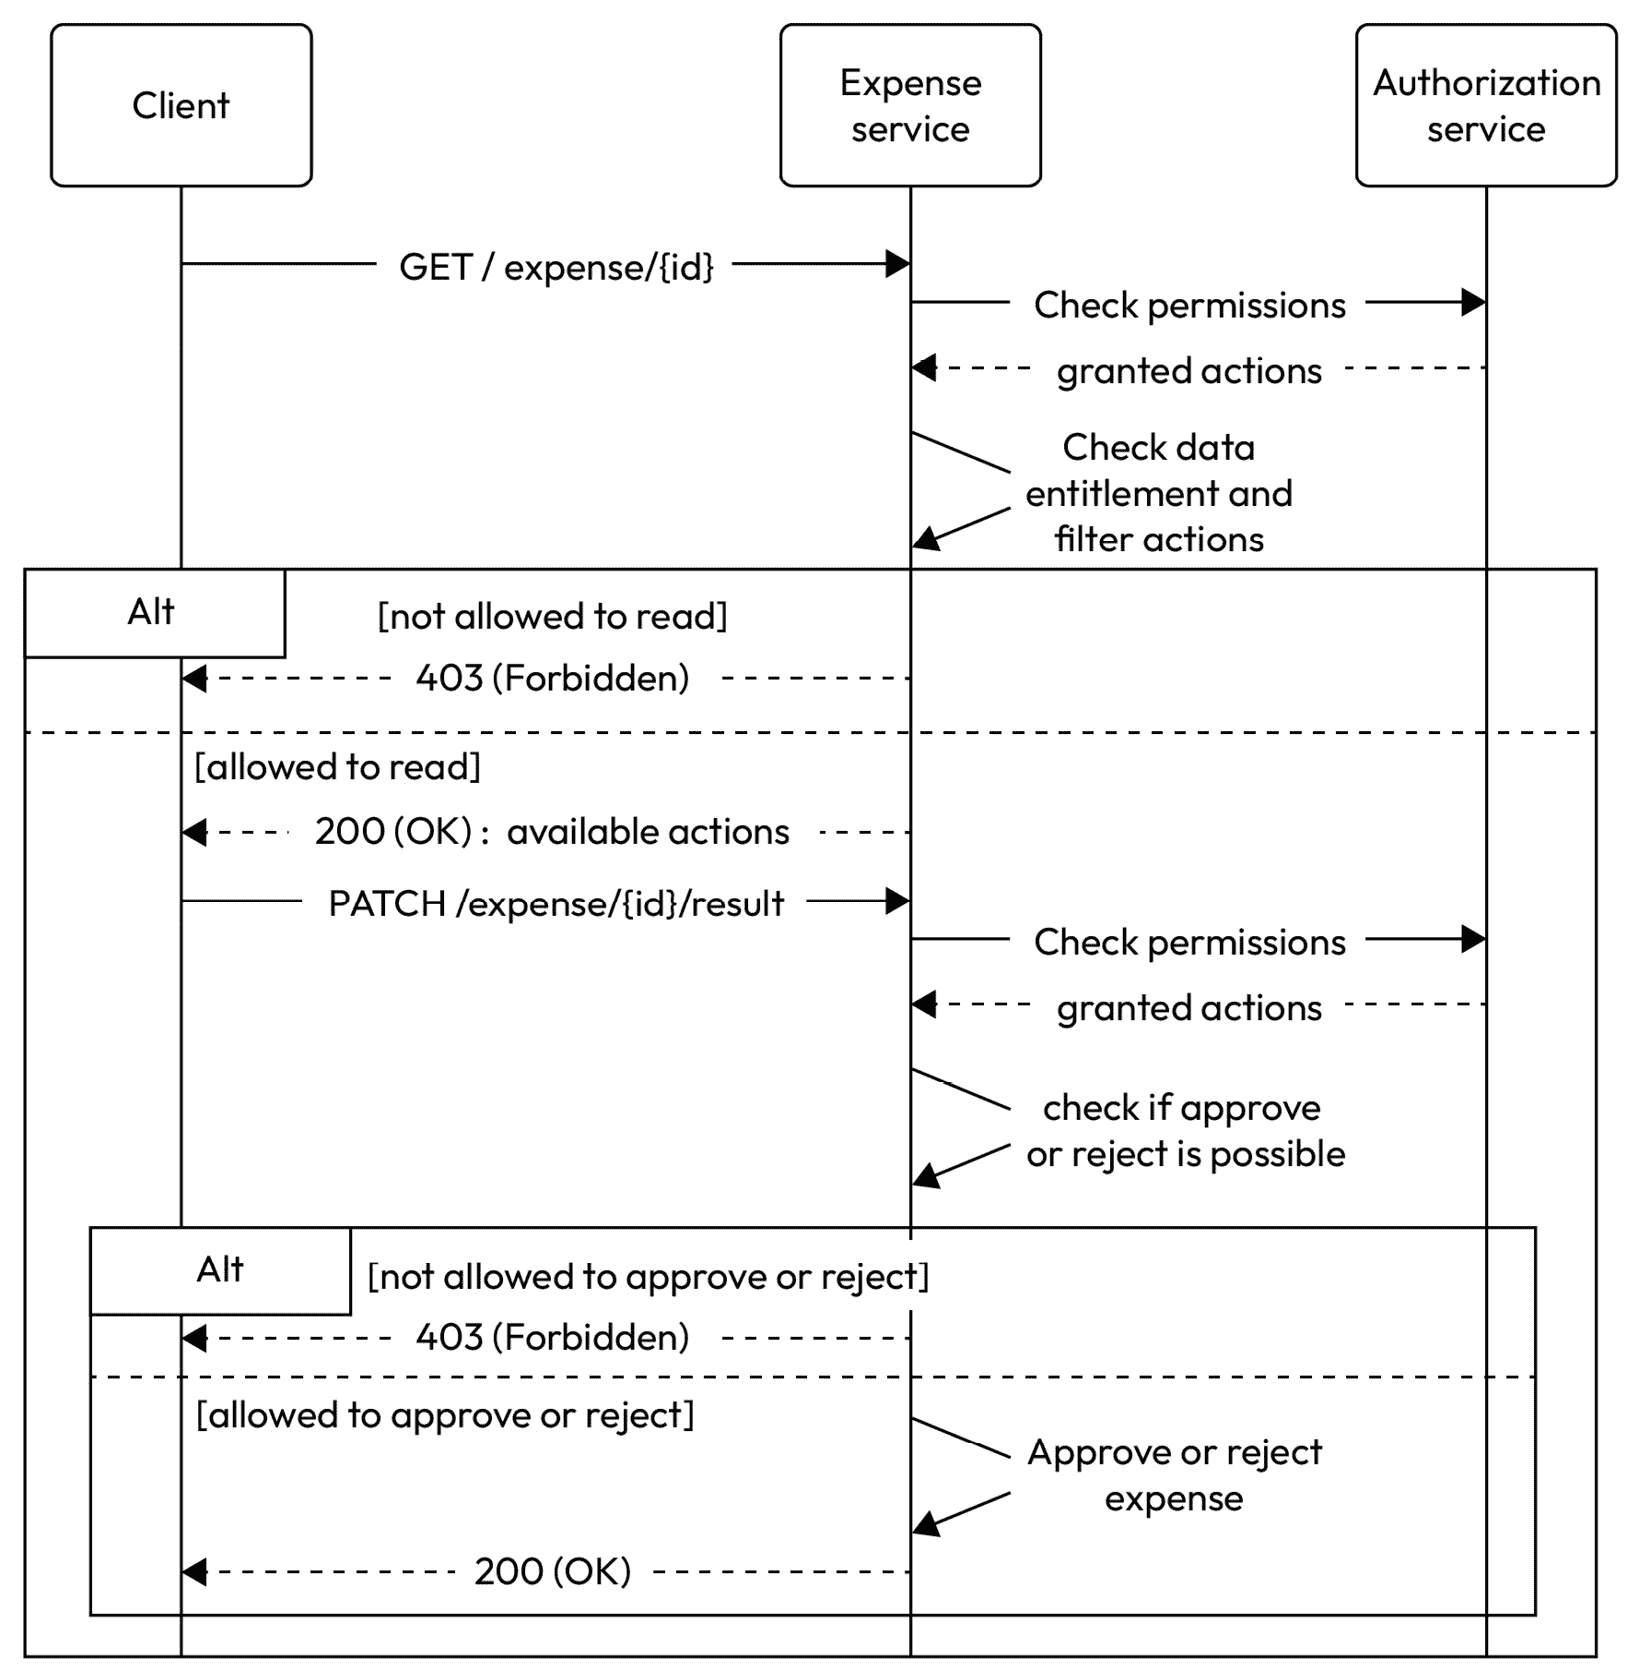 Client
Expense
service
Authorization
service
GET / expense/{id}
Check permissions
granted actions
Check data
entitlement and
filter actions
Alt
[not allowed to read]
403 (Forbidden)
[allowed to read]
200 (OK) : available actions
PATCH /expense/{id}/result
Check permissions
granted actions
check if approve
or reject is possible
Alt
[not allowed to approve or reject]
403 (Forbidden)
[allowed to approve or reject]
Approve or reject
expense
200 (OK)